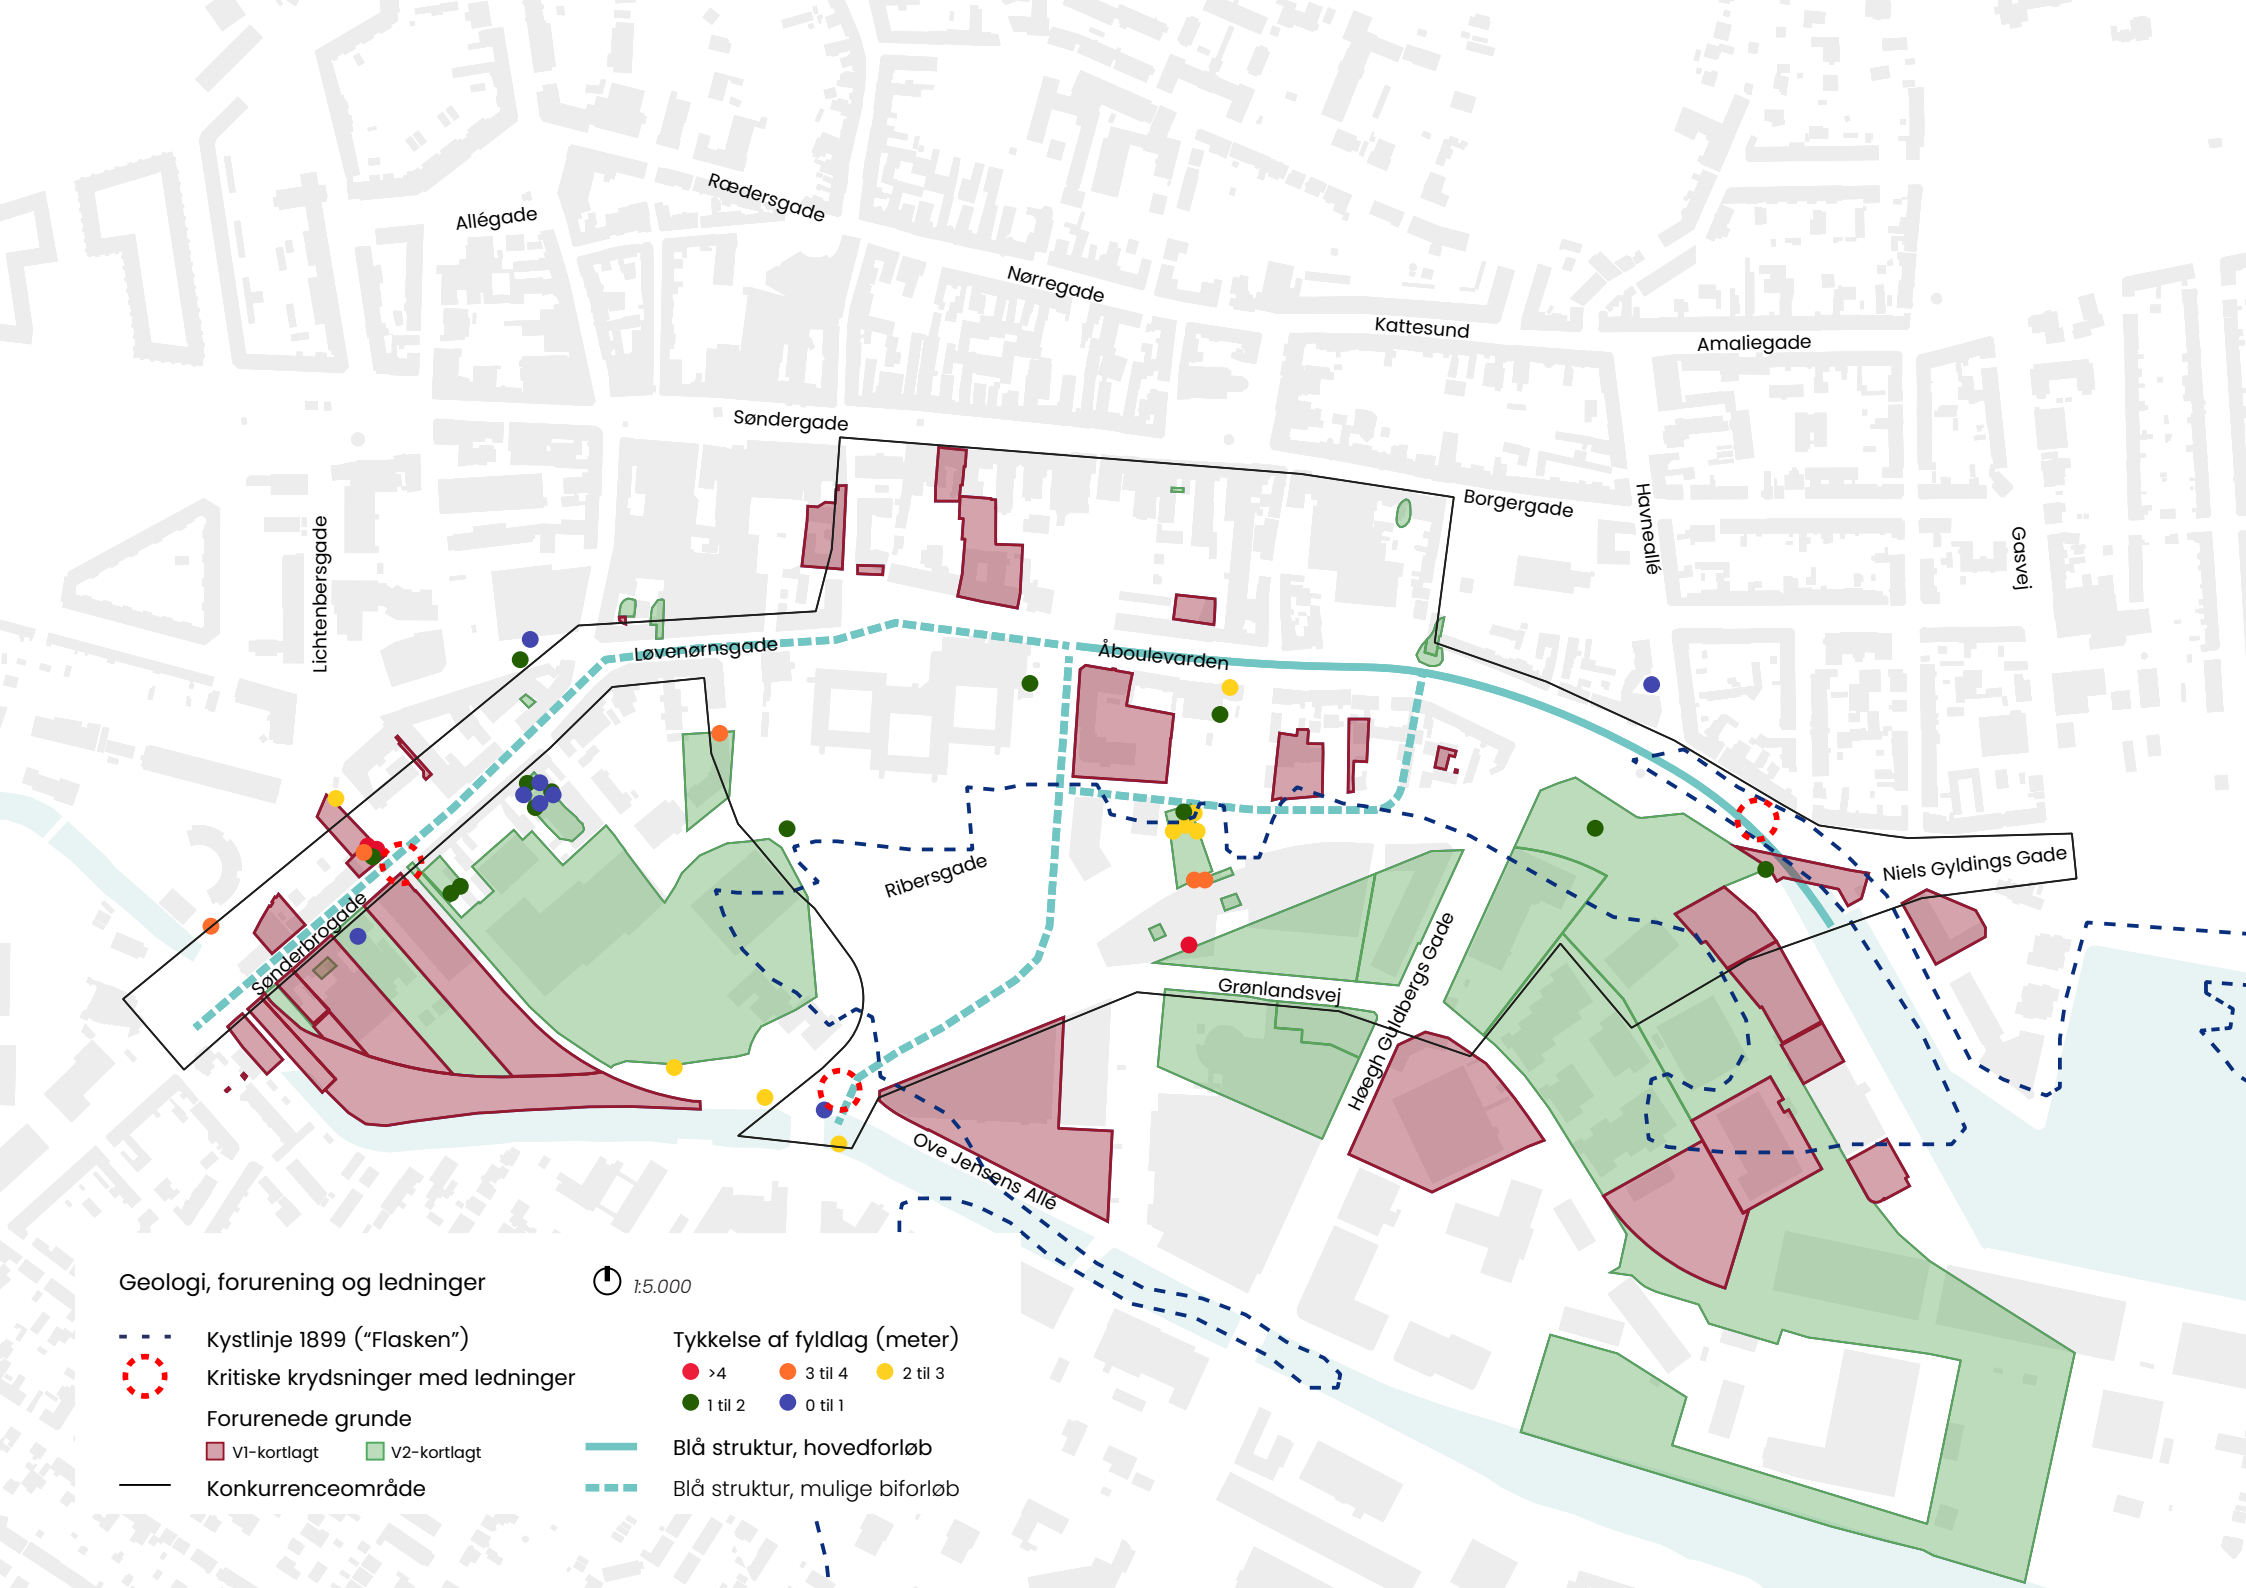 Rædersgade
Allégade
Nørregade
Kattesund
Amaliegade
Søndergade
Borgergade
Havneallé
Gasvej
Lichtenbersgade
Løvenørnsgade
Åboulevarden
Ribersgade
Niels Gyldings Gade
Sønderbrogade
Grønlandsvej
Høegh Guldbergs Gade
Ove Jensens Allé
Geologi, forurening og ledninger
1:5.000
Kystlinje 1899 (“Flasken”)
Kritiske krydsninger med ledninger
Forurenede grunde
V1-kortlagt
V2-kortlagt
Konkurrenceområde
Tykkelse af fyldlag (meter)
>4
3 til 4
2 til 3
1 til 2
0 til 1
Blå struktur, hovedforløb
Blå struktur, mulige biforløb